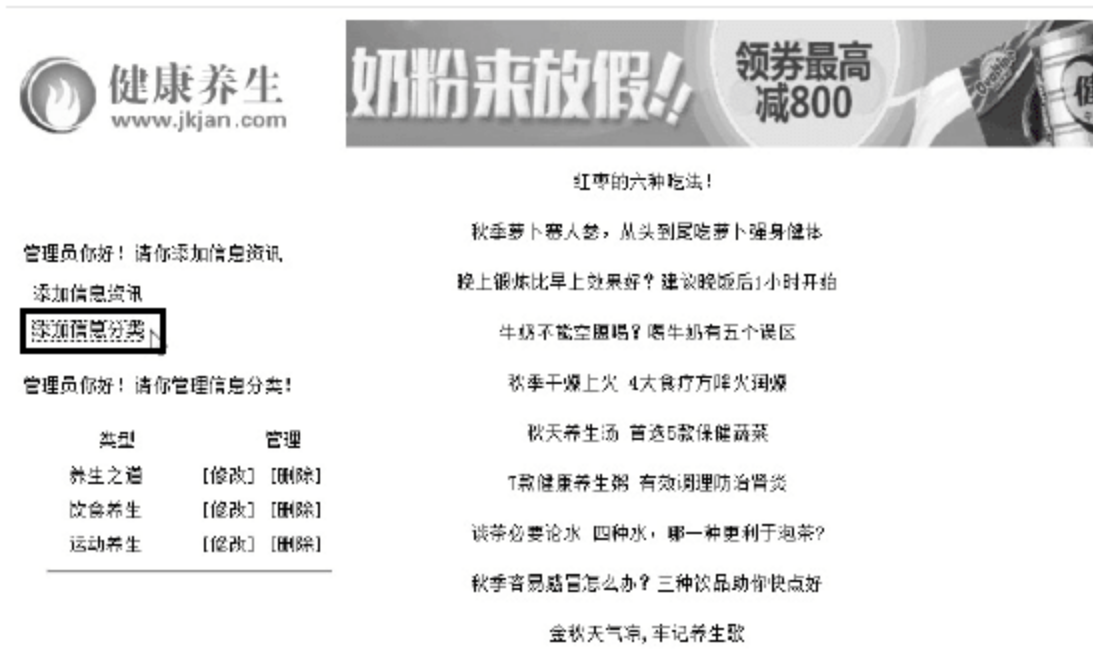 健康养生
www.jkjan.com
奶粉来放假!!
领券最高
减800
管理员你好！请你添加信息资讯
添加信息资讯
添加信息分类
管理员你好！请你管理信息分类！
类型 管理
养生之道 [修改] [删除]
饮食养生 [修改] [删除]
运动养生 [修改] [删除]
红枣的六种吃法！
秋季萝卜赛人参，从头到尾吃萝卜强身健体
晚上锻炼比早上效果好？建议晚饭后1小时开始
牛奶不能空腹喝？喝牛奶有五个误区
秋季干燥上火 4大食疗方降火润燥
秋天养生汤 首选5款保健蔬菜
7款健康养生粥 有效调理防治肾炎
谈茶必要论水 四种水，哪一种更利于泡茶?
秋季容易感冒怎么办？三种饮品助你快点好
金秋天气凉,牢记养生歌